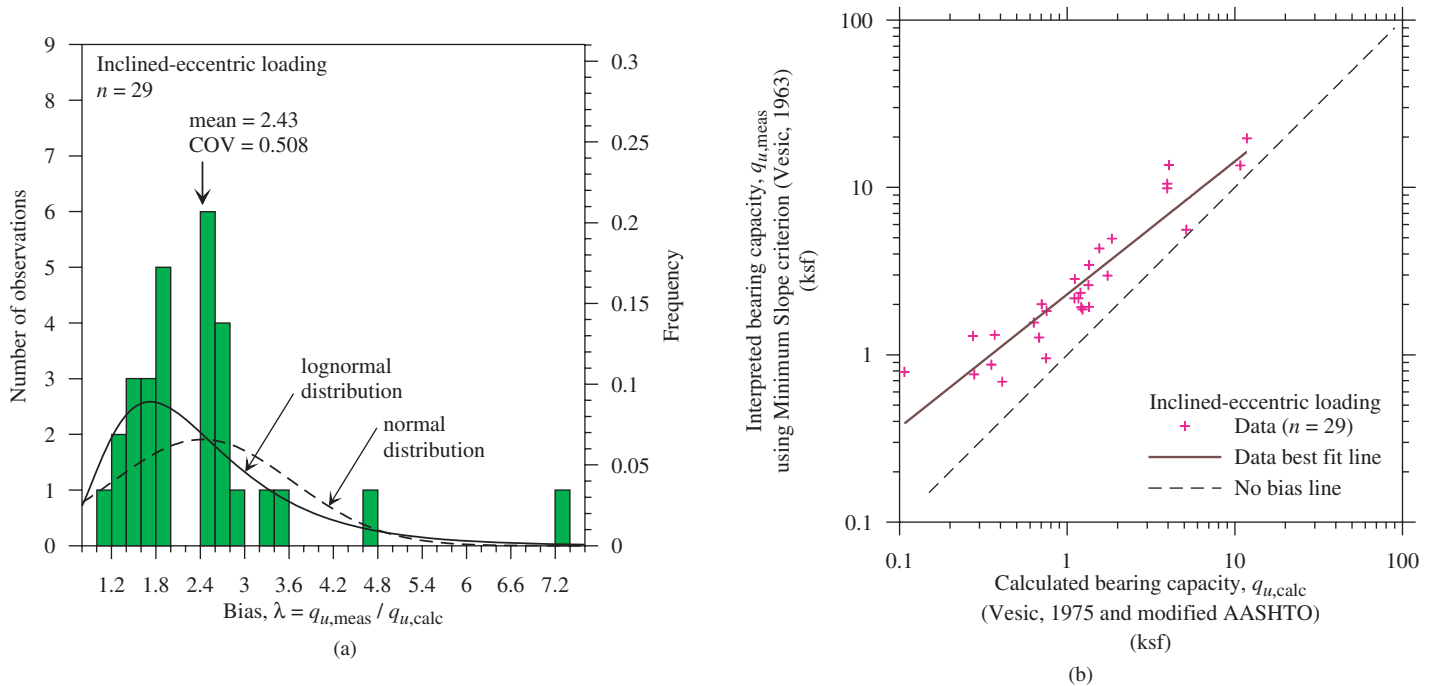 Inclined-eccentric loading
n = 29
mean = 2.43
COV = 0.508
lognormal
distribution
normal
distribution
Number of observations
9
8
7
6
5
4
3
2
1
0
Frequency
0.3
0.25
0.2
0.15
0.1
0.05
0
1.2 1.8 2.4 3 3.6 4.2 4.8 5.4 6 6.6 7.2
Bias, λ = q_{u,meas} / q_{u,calc}
(a)
Interpreted bearing capacity, q_{u,meas}
using Minimum Slope criterion (Vesic, 1963)
(ksf)
100
10
1
0.1
Inclined-eccentric loading
Data (n = 29)
Data best fit line
No bias line
0.1 1 10 100
Calculated bearing capacity, q_{u,calc}
(Vesic, 1975 and modified AASHTO)
(ksf)
(b)